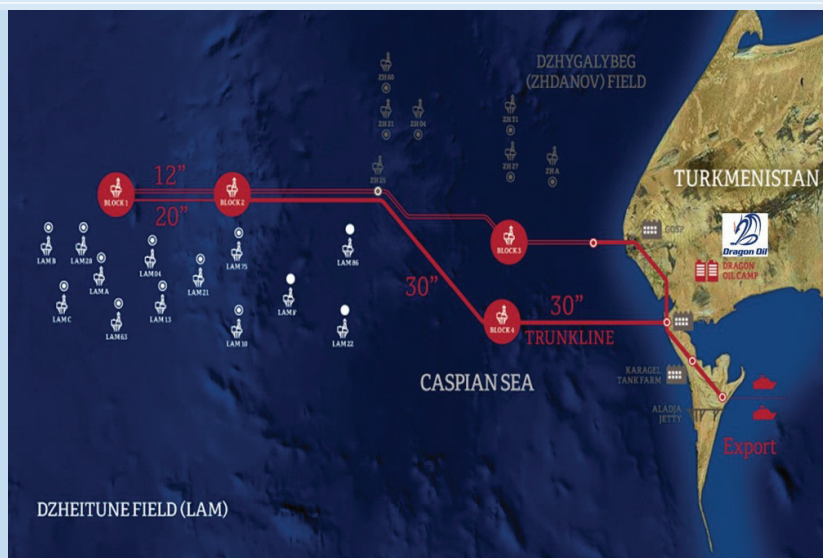 ZH 60
DZHYGALYBEG
(ZHDANOV) FIELD
ZH 21
ZH 04
ZH 31
ZH 27
ZH A
ZH 25
TURKMENISTAN
12"
BLOCK 1
BLOCK 2
20"
GOSP
Dragon Oil
BLOCK 3
DRAGON
OIL CAMP
LAM B
LAM 28
LAM A
LAM 04
LAM 21
LAM 75
LAM 86
LAM C
LAM 63
LAM 13
LAM 10
LAM F
LAM 22
30"
30"
BLOCK 4
TRUNKLINE
CASPIAN SEA
KARAGEL
TANK FARM
ALADJA
JETTY
Export
DZHEITUNE FIELD (LAM)